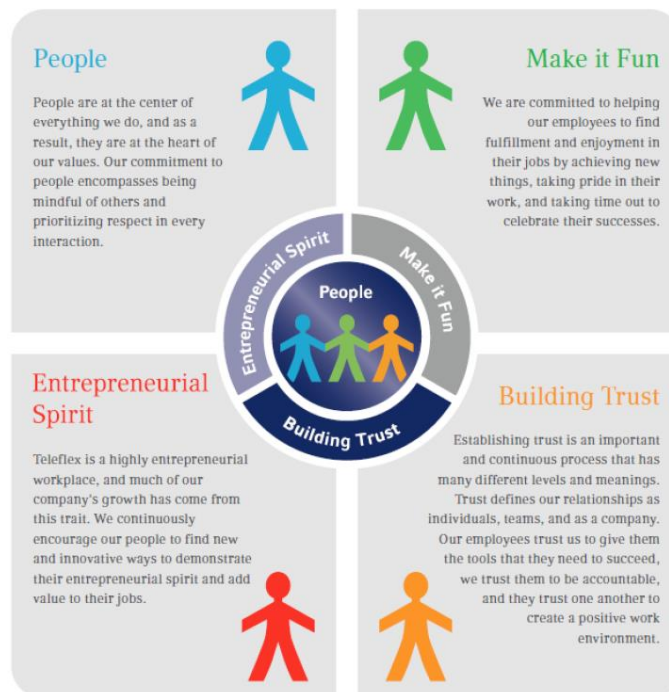 People
People are at the center of
everything we do, and as a
result, they are at the heart of
our values. Our commitment to
people encompasses being
mindful of others and
prioritizing respect in every
interaction.
Make it Fun
We are committed to helping
our employees to find
fulfillment and enjoyment in
their jobs by achieving new
things, taking pride in their
work, and taking time out to
celebrate their successes.
Entrepreneurial Spirit
Make it Fun
People
Building Trust
Entrepreneurial
Spirit
Teleflex is a highly entrepreneurial
workplace, and much of our
company's growth has come from
this trait. We continuously
encourage our people to find new
and innovative ways to demonstrate
their entrepreneurial spirit and add
value to their jobs.
Building Trust
Establishing trust is an important
and continuous process that has
many different levels and meanings.
Trust defines our relationships as
individuals, teams, and as a company.
Our employees trust us to give them
the tools that they need to succeed,
we trust them to be accountable,
and they trust one another to
create a positive work
environment.